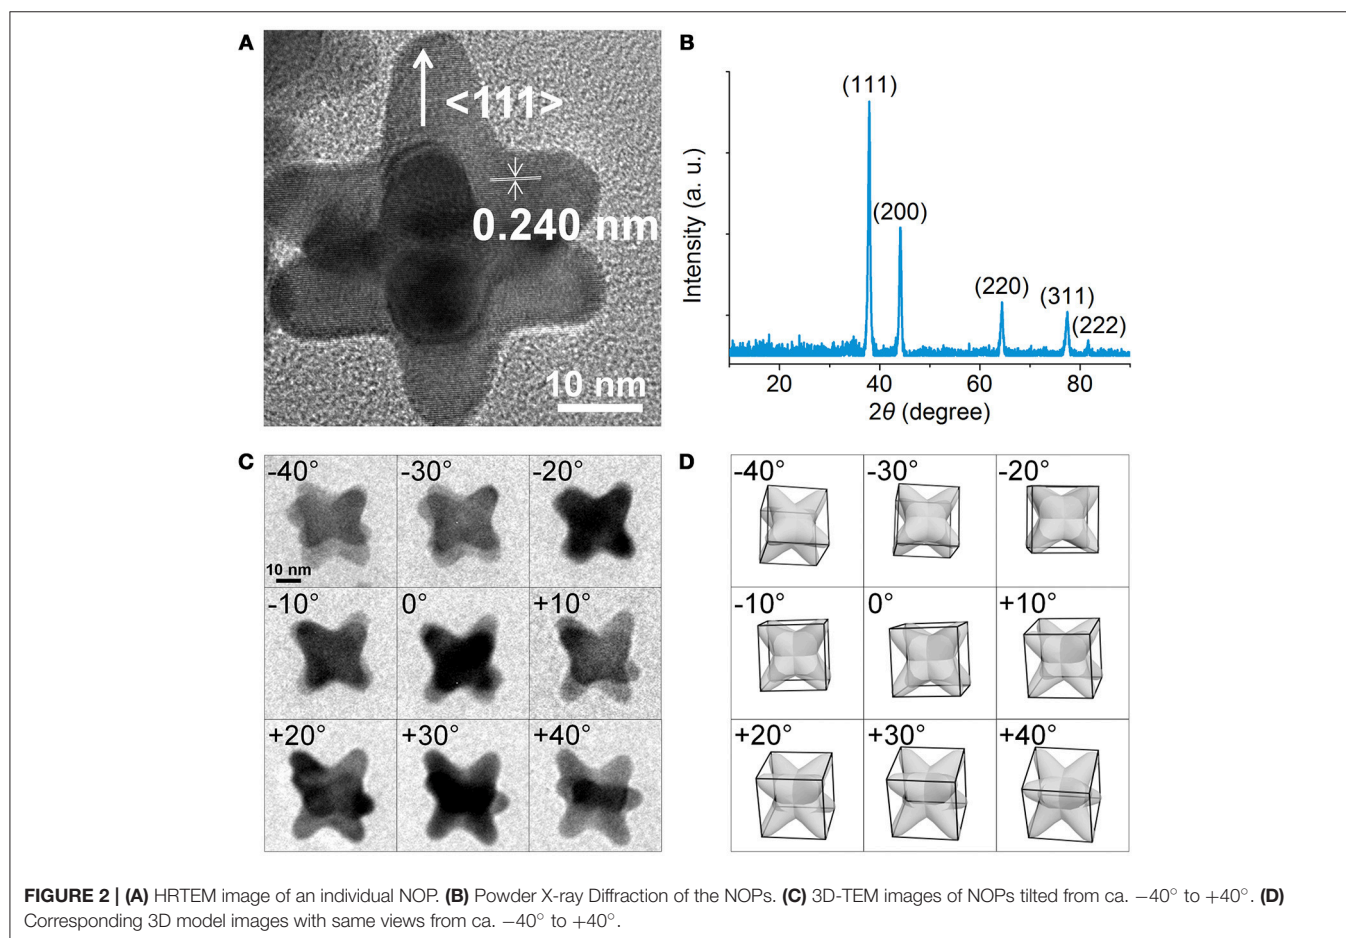 A
<111>
0.240 nm
10 nm
B
Intensity (a. u.)
(111)
(200)
(220)
(311)
(222)
20
40
60
80
2θ (degree)
C
-40°
-30°
-20°
10 nm
-10°
0°
+10°
+20°
+30°
+40°
D
-40°
-30°
-20°
-10°
0°
+10°
+20°
+30°
+40°
FIGURE 2 | (A) HRTEM image of an individual NOP. (B) Powder X-ray Diffraction of the NOPs. (C) 3D-TEM images of NOPs tilted from ca. −40° to +40°. (D)
Corresponding 3D model images with same views from ca. −40° to +40°.